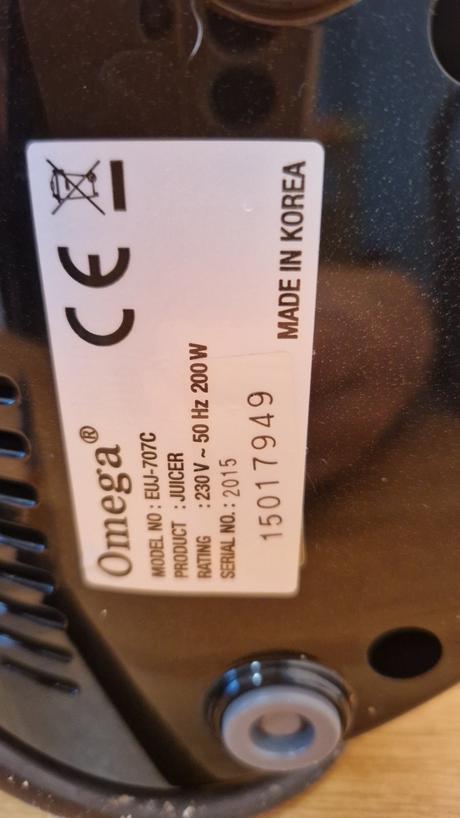 Omega®
MODEL NO : EUJ-707C
PRODUCT : JUICER
RATING : 230 V ~ 50 Hz 200 W
SERIAL NO. : 2015
15017949
MADE IN KOREA
CE